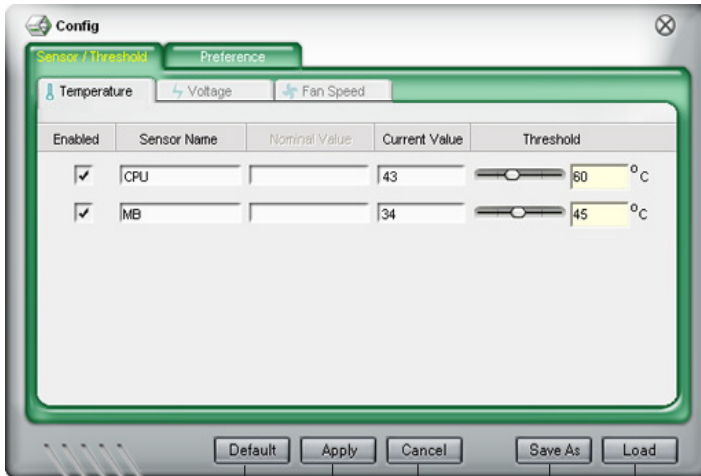 Config
Sensor / Threshold Preference
Temperature Voltage Fan Speed
Enabled Sensor Name Nominal Value Current Value Threshold
CPU 43 60 °C
MB 34 45 °C
Default Apply Cancel Save As Load